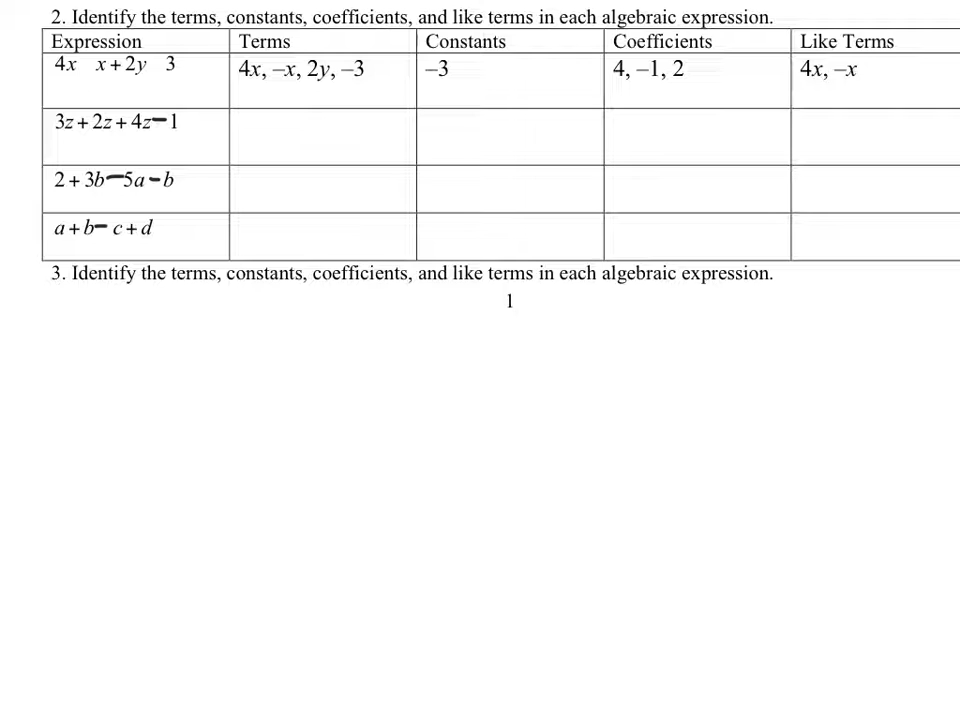 2. Identify the terms, constants, coefficients, and like terms in each algebraic expression.
Expression Terms Constants Coefficients Like Terms
4x x+2y 3 4x, –x, 2y, –3 –3 4, –1, 2 4x, –x
3z+2z+4z−1
2+3b−5a−b
a+b−c+d
3. Identify the terms, constants, coefficients, and like terms in each algebraic expression.
1